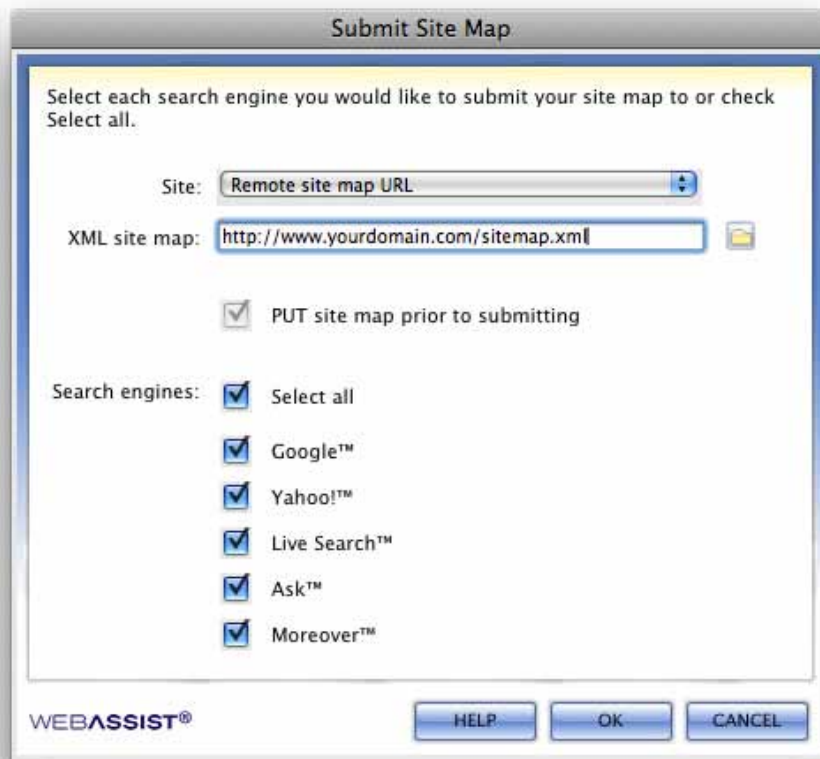 Submit Site Map
Select each search engine you would like to submit your site map to or check
Select all.
Site: Remote site map URL
XML site map: http://www.yourdomain.com/sitemap.xml
PUT site map prior to submitting
Search engines: Select all
Google™
Yahoo!™
Live Search™
Ask™
Moreover™
WEBASSIST® HELP OK CANCEL